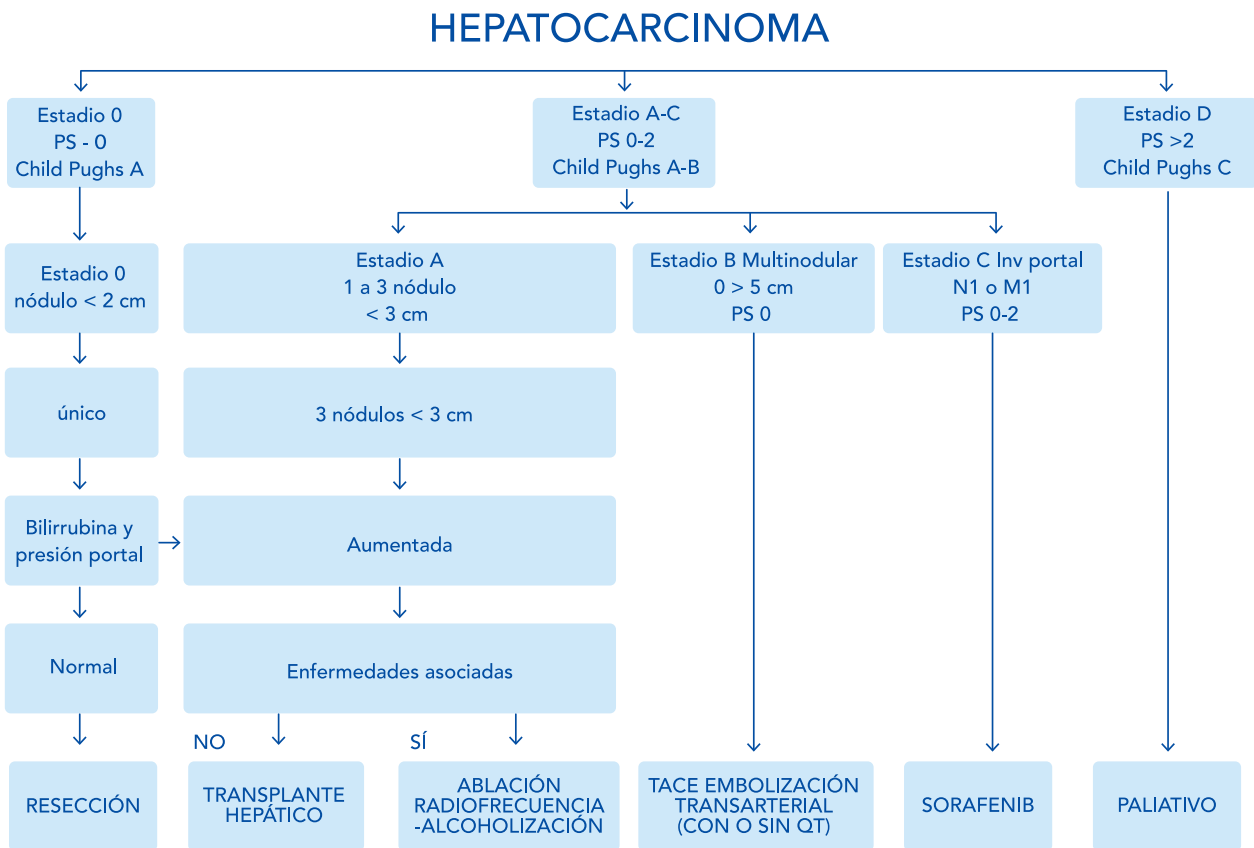 HEPATOCARCINOMA
Estadio 0
PS - 0
Child Pughs A
Estadio A-C
PS 0-2
Child Pughs A-B
Estadio D
PS >2
Child Pughs C
Estadio 0
nódulo < 2 cm
Estadio A
1 a 3 nódulo
< 3 cm
Estadio B Multinodular
0 > 5 cm
PS 0
Estadio C Inv portal
N1 o M1
PS 0-2
único
3 nódulos < 3 cm
Bilirrubina y
presión portal
Aumentada
Normal
Enfermedades asociadas
NO
SÍ
RESECCIÓN
TRANSPLANTE
HEPÁTICO
ABLACIÓN
RADIOFRECUENCIA
-ALCOHOLIZACIÓN
TACE EMBOLIZACIÓN
TRANSARTERIAL
(CON O SIN QT)
SORAFENIB
PALIATIVO